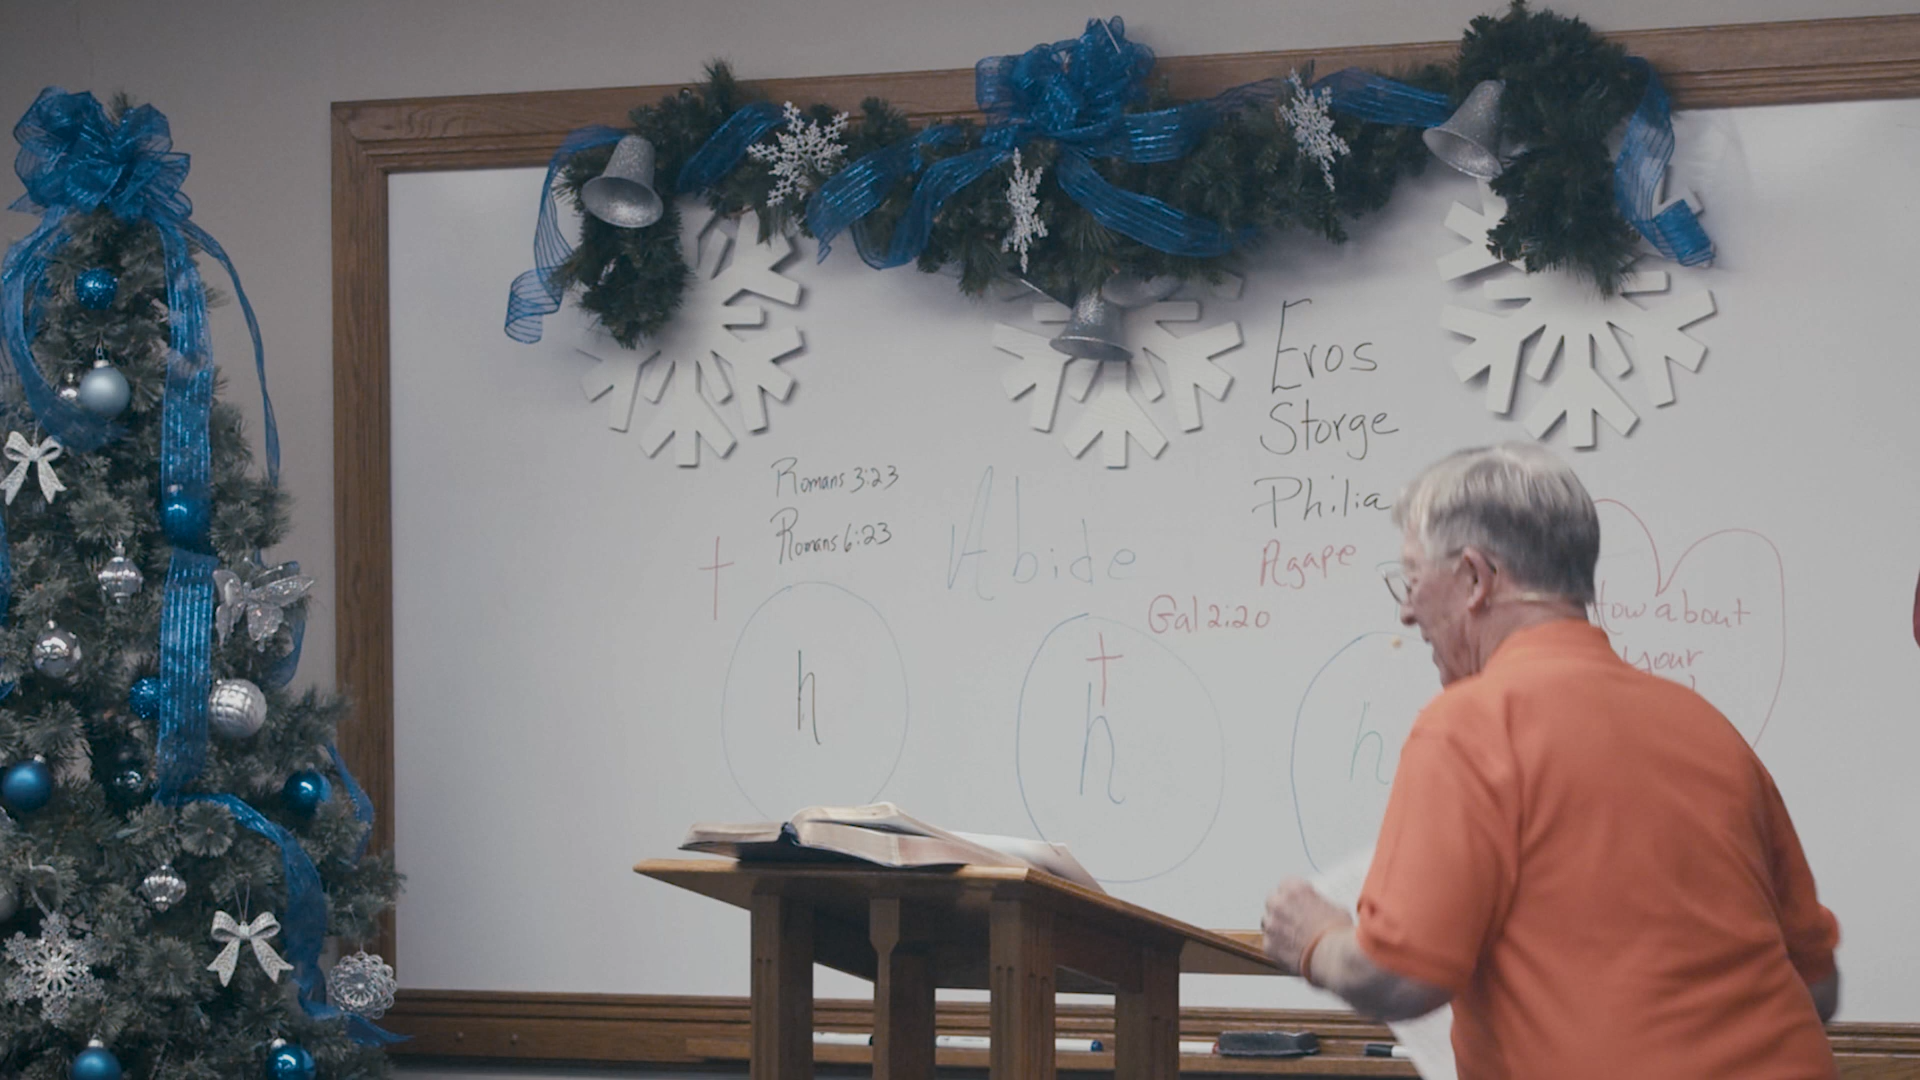 Eros
Storge
Philia
Agape
Romans 3:23
Romans 6:23
Abide
Gal 2:20
How about
your
h
h
h